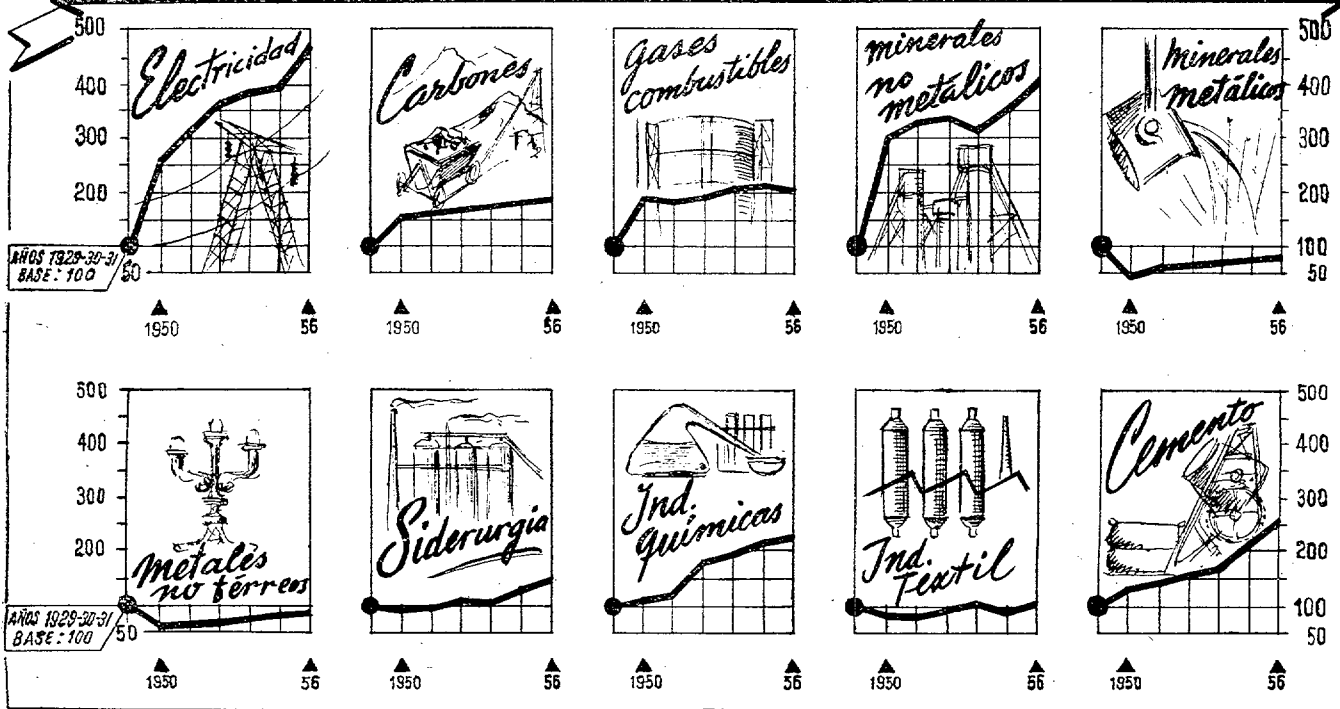 500
400
300
200
50
AÑOS 1929-30-31
BASE: 100
Electricidad
Carbones
Gases
combustibles
minerales
no
metálicos
minerales
metálicos
500
400
300
200
100
50
1950
56
1950
56
1950
56
1950
56
1950
56
500
400
300
200
50
AÑOS 1929-30-31
BASE: 100
Metales
no férreos
Siderurgia
Ind.
Químicas
Ind.
Textil
Cemento
500
400
300
200
100
50
1950
56
1950
56
1950
56
1950
56
1950
56